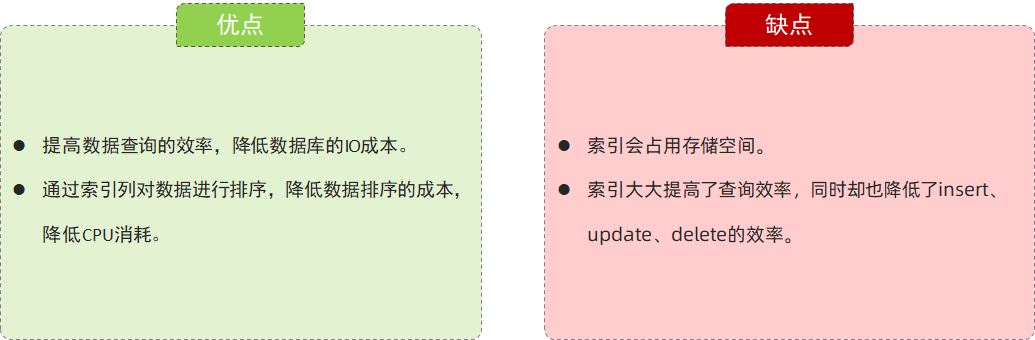 优点
提高数据查询的效率，降低数据库的IO成本。
通过索引列对数据进行排序，降低数据排序的成本，
降低CPU消耗。
缺点
索引会占用存储空间。
索引大大提高了查询效率，同时却也降低了insert、
update、delete的效率。